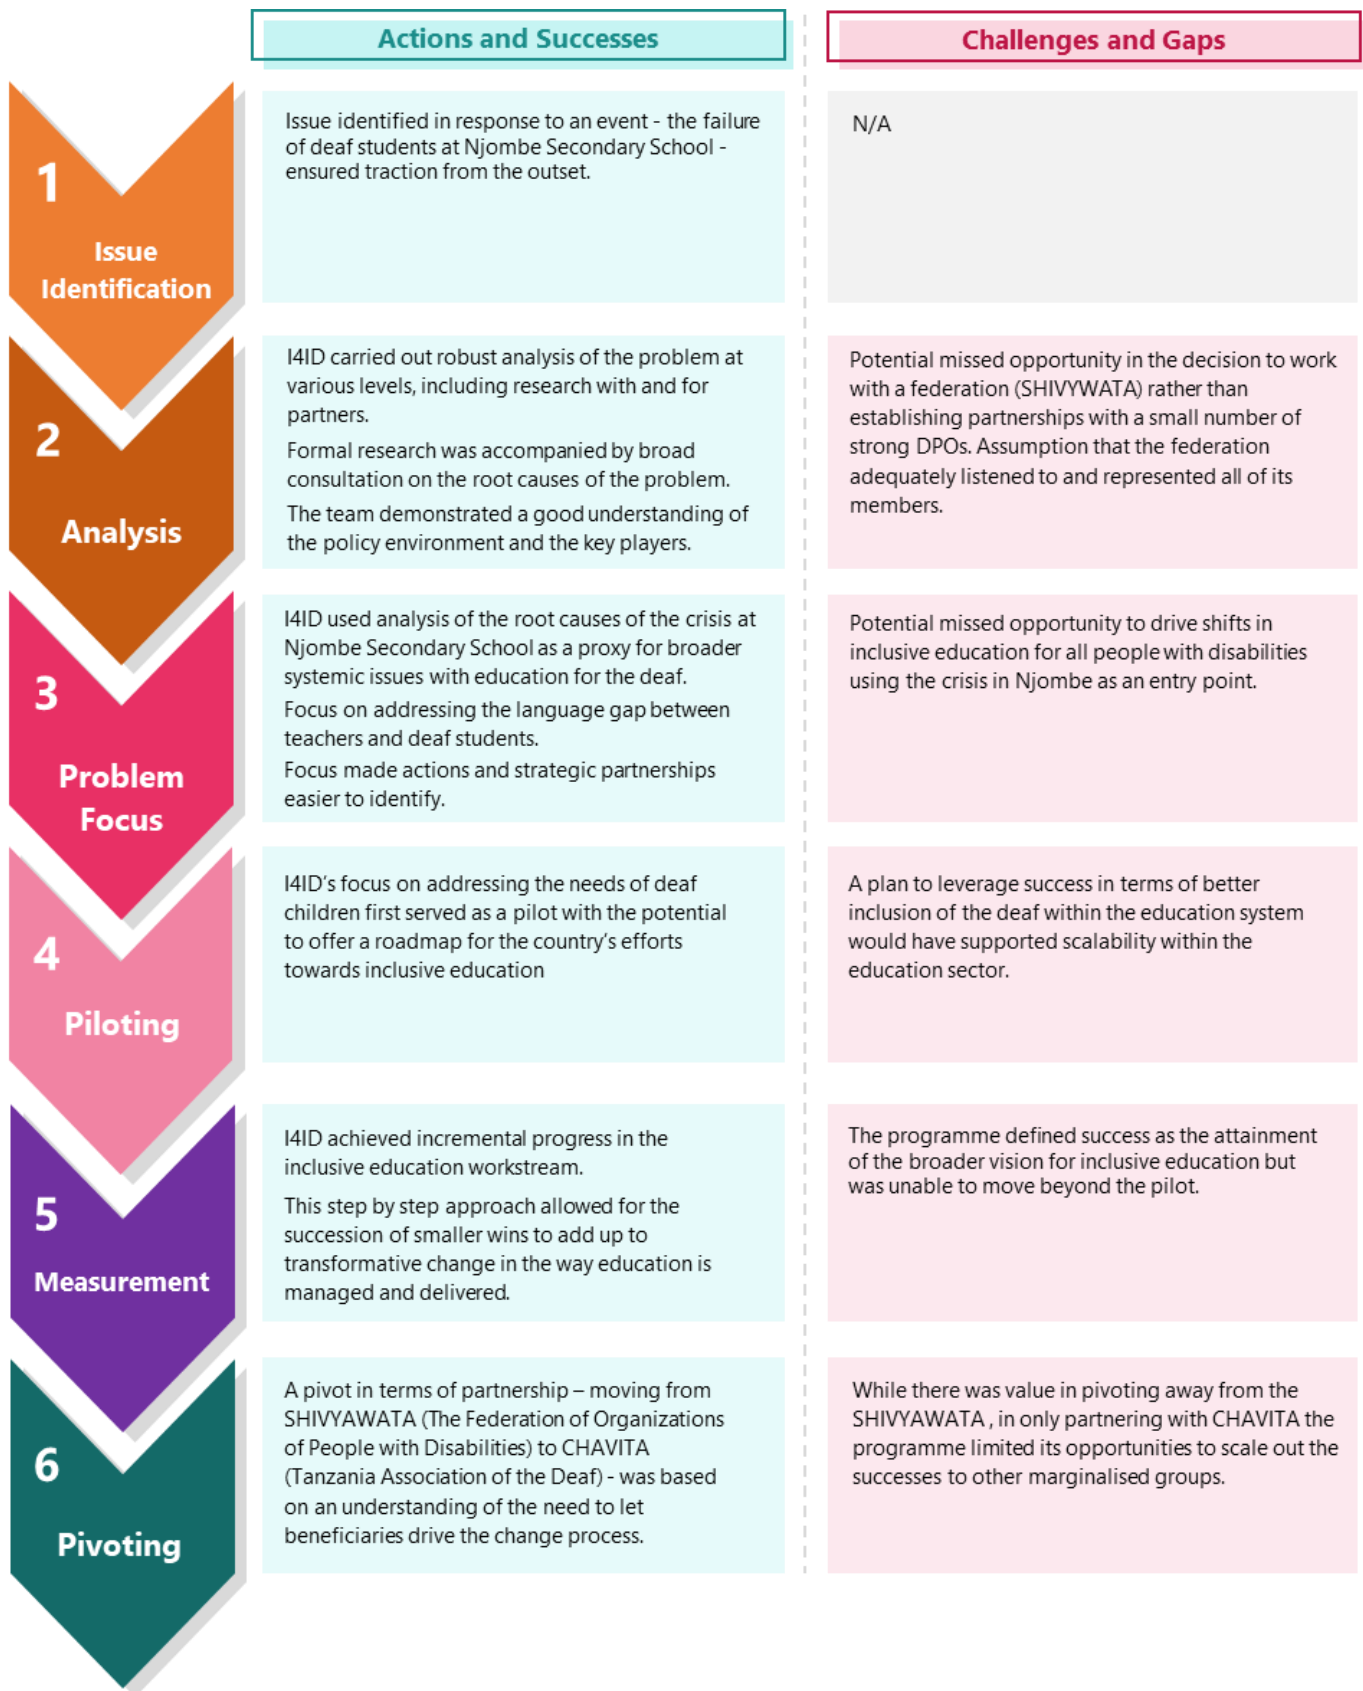 Actions and Successes
Challenges and Gaps
1
Issue
Identification
Issue identified in response to an event - the failure
of deaf students at Njombe Secondary School -
ensured traction from the outset.
N/A
2
Analysis
I4ID carried out robust analysis of the problem at
various levels, including research with and for
partners.
Formal research was accompanied by broad
consultation on the root causes of the problem.
The team demonstrated a good understanding of
the policy environment and the key players.
Potential missed opportunity in the decision to work
with a federation (SHIVYWATA) rather than
establishing partnerships with a small number of
strong DPOs. Assumption that the federation
adequately listened to and represented all of its
members.
3
Problem
Focus
I4ID used analysis of the root causes of the crisis at
Njombe Secondary School as a proxy for broader
systemic issues with education for the deaf.
Focus on addressing the language gap between
teachers and deaf students.
Focus made actions and strategic partnerships
easier to identify.
Potential missed opportunity to drive shifts in
inclusive education for all people with disabilities
using the crisis in Njombe as an entry point.
4
Piloting
I4ID's focus on addressing the needs of deaf
children first served as a pilot with the potential
to offer a roadmap for the country's efforts
towards inclusive education
A plan to leverage success in terms of better
inclusion of the deaf within the education system
would have supported scalability within the
education sector.
5
Measurement
I4ID achieved incremental progress in the
inclusive education workstream.
This step by step approach allowed for the
succession of smaller wins to add up to
transformative change in the way education is
managed and delivered.
The programme defined success as the attainment
of the broader vision for inclusive education but
was unable to move beyond the pilot.
6
Pivoting
A pivot in terms of partnership – moving from
SHIVYAWATA (The Federation of Organizations
of People with Disabilities) to CHAVITA
(Tanzania Association of the Deaf) - was based
on an understanding of the need to let
beneficiaries drive the change process.
While there was value in pivoting away from the
SHIVYAWATA , in only partnering with CHAVITA the
programme limited its opportunities to scale out the
successes to other marginalised groups.